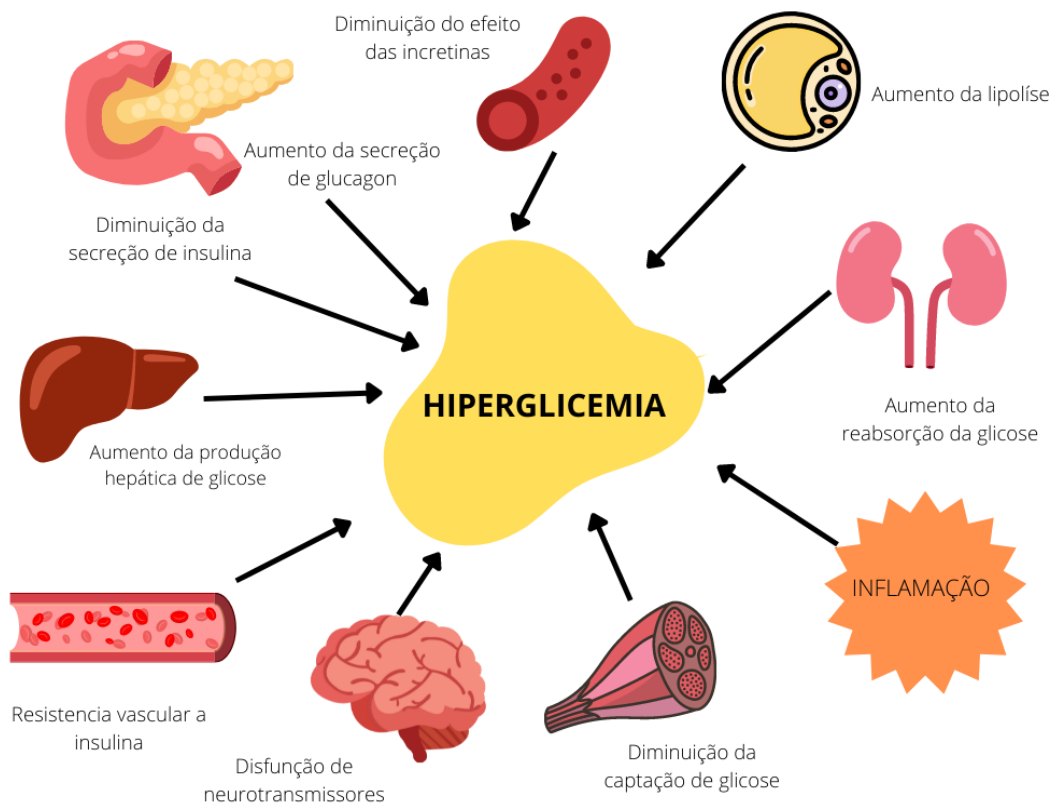 Diminuição do efeito
das incretinas
Aumento da lipolíse
Aumento da secreção
de glucagon
Diminuição da
secreção de insulina
HIPERGLICEMIA
Aumento da
reabsorção da glicose
Aumento da produção
hepática de glicose
INFLAMAÇÃO
Resistencia vascular a
insulina
Disfunção de
neurotransmissores
Diminuição da
captação de glicose